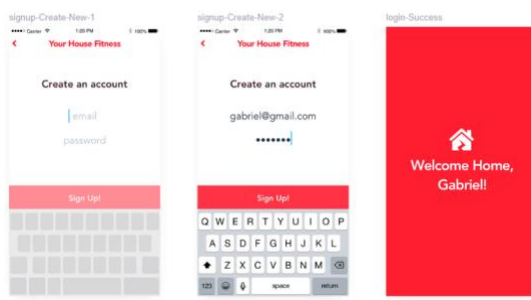 signup-Create-New-1
Carrier 1:20 PM 100%
Your House Fitness
Create an account
email
password
Sign Up!
signup-Create-New-2
Carrier 1:20 PM 100%
Your House Fitness
Create an account
gabriel@gmail.com
•••••••
Sign Up!
Q W E R T Y U I O P
A S D F G H J K L
Z X C V B N M
123 space return
login-Success
Welcome Home,
Gabriel!